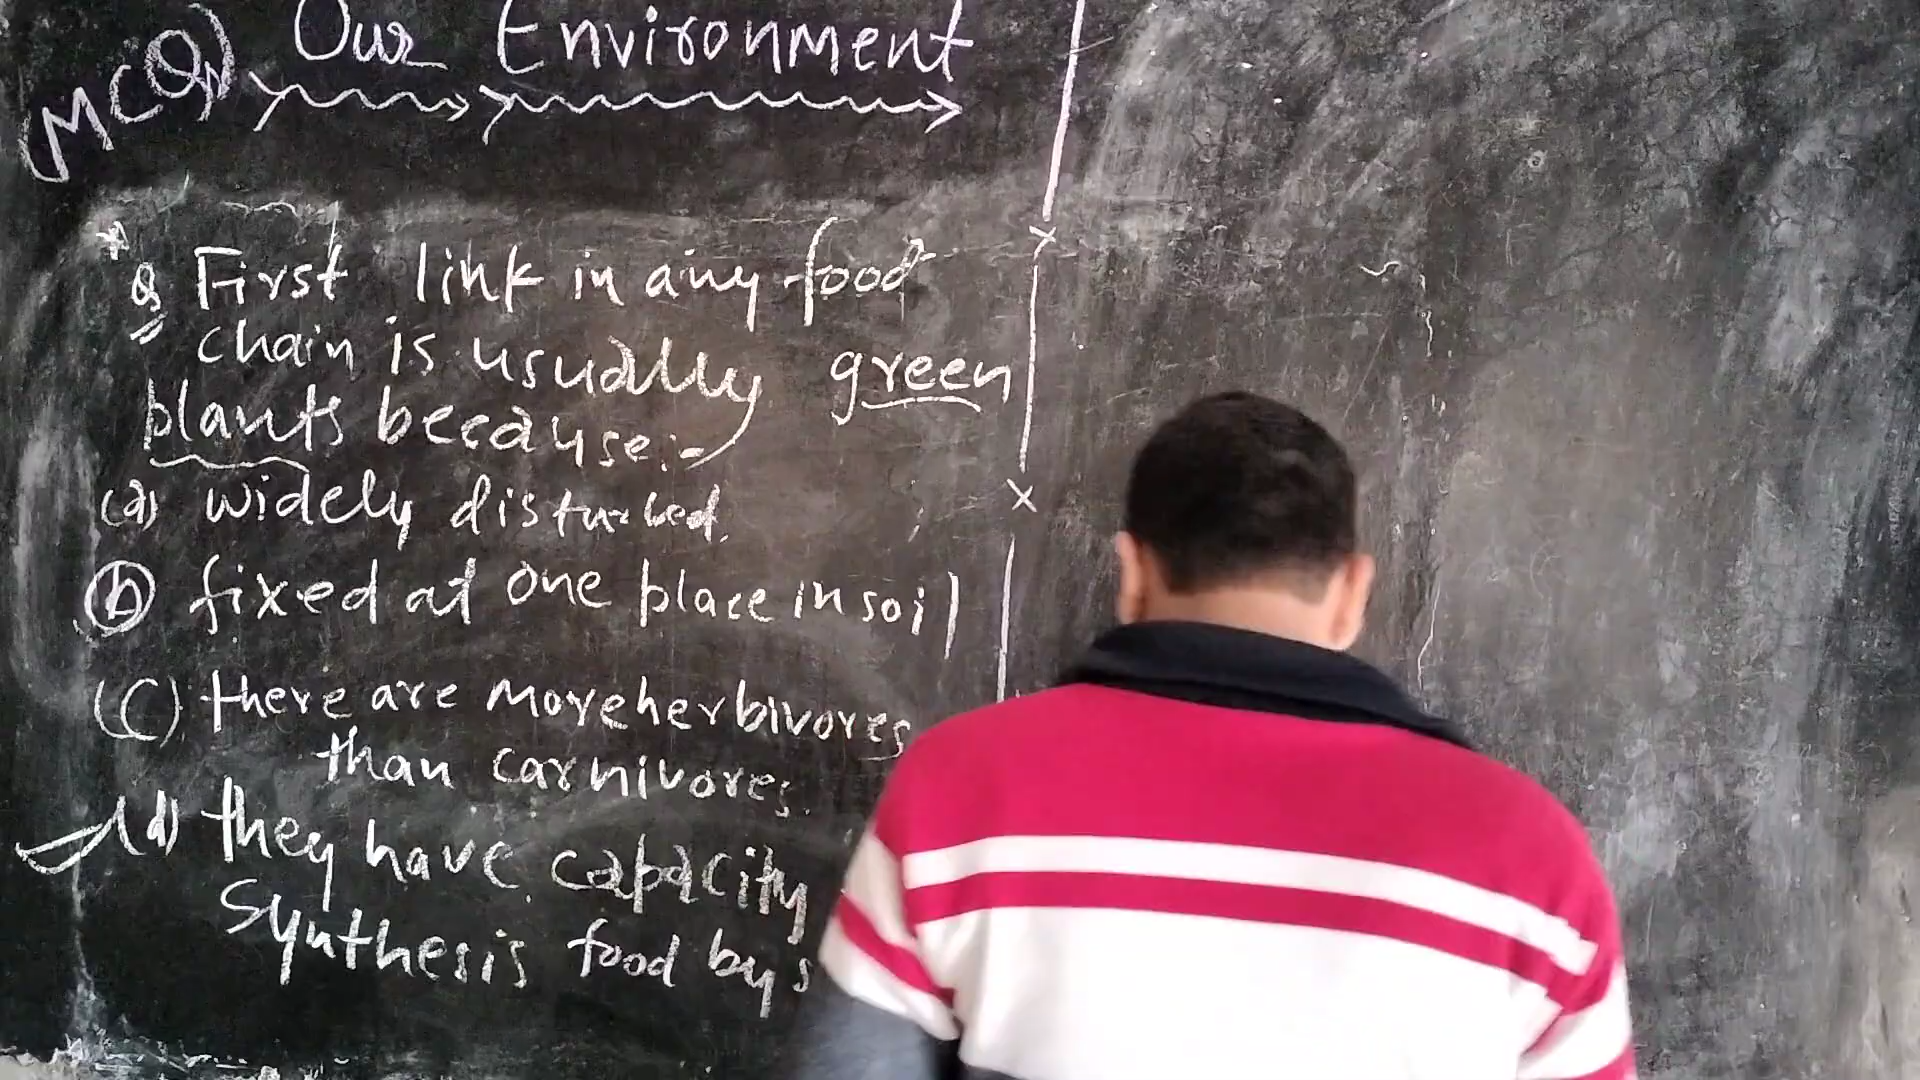 (MCQs) Our Environment
Q First link in any food
chain is usually green
plants because:-
(a) widely disturbed.
(b) fixed at one place in soil
(C) there are more herbivores
than carnivores.
(d) they have capacity
Synthesis food by s